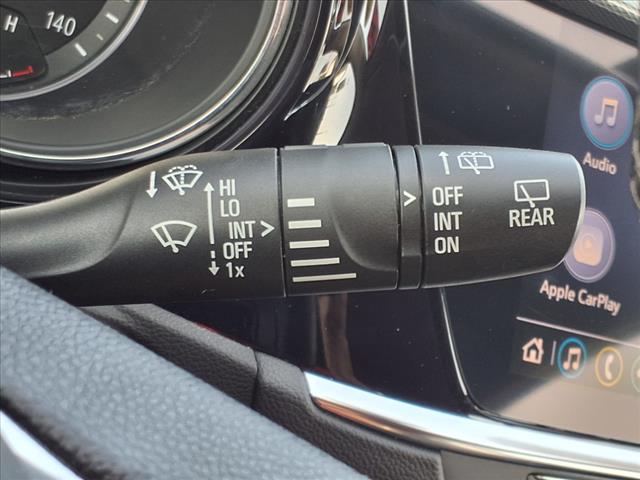 H
140
HI
LO
INT >
OFF
1x
>
OFF
INT
ON
REAR
Audio
Apple CarPlay